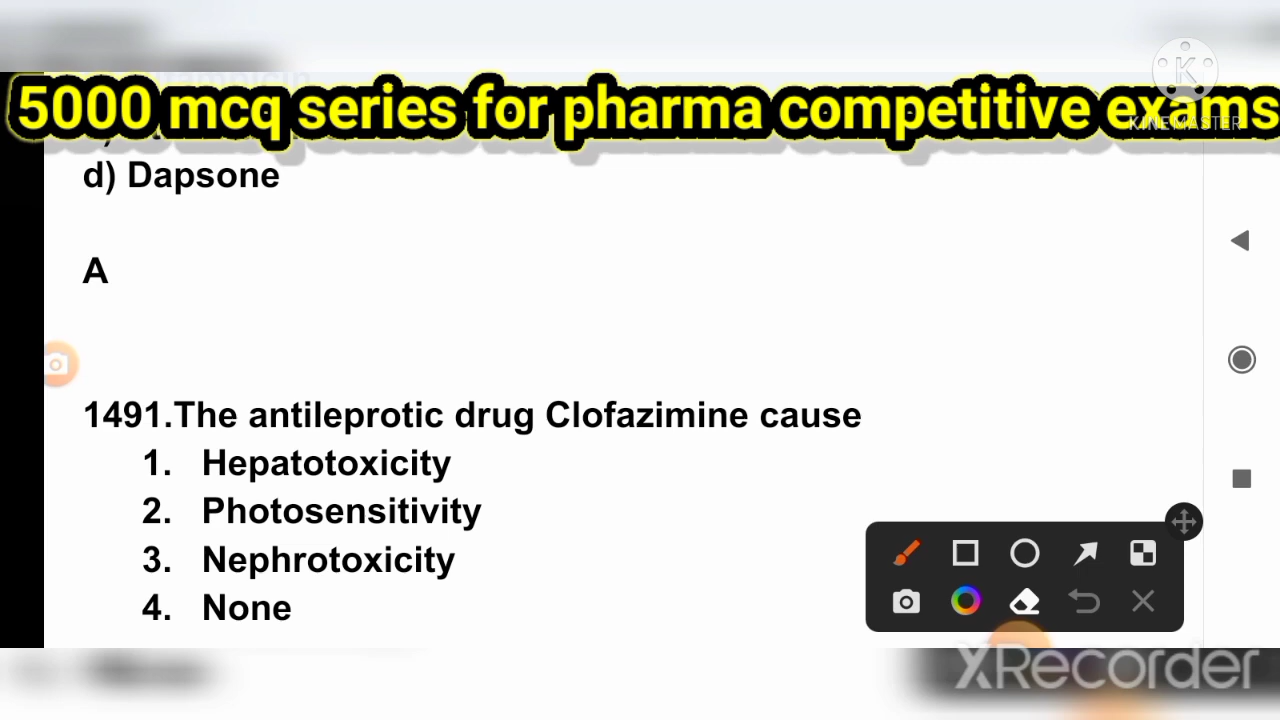 5000 mcq series for pharma competitive exams
KINEMASTER
d) Dapsone
A
1491.The antileprotic drug Clofazimine cause
1. Hepatotoxicity
2. Photosensitivity
3. Nephrotoxicity
4. None
XRecorder